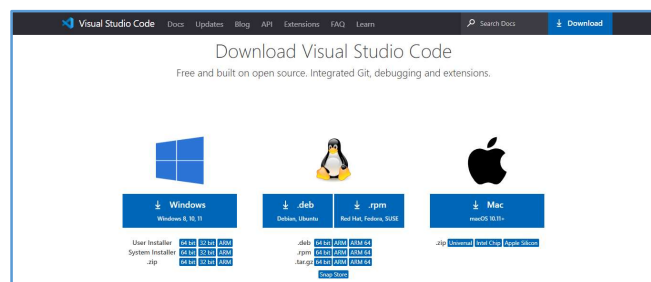 Visual Studio Code Docs Updates Blog API Extensions FAQ Learn Search Docs Download
Download Visual Studio Code
Free and built on open source. Integrated Git, debugging and extensions.
Windows
Windows 8, 10, 11
User Installer 64 bit 32 bit ARM
System Installer 64 bit 32 bit ARM
.zip 64 bit 32 bit ARM
.deb
Debian, Ubuntu
.rpm
Red Hat, Fedora, SUSE
.deb 64 bit ARM ARM 64
.rpm 64 bit ARM ARM 64
.tar.gz 64 bit ARM ARM 64
Snap Store
Mac
macOS 10.11+
.zip Universal Intel Chip Apple Silicon